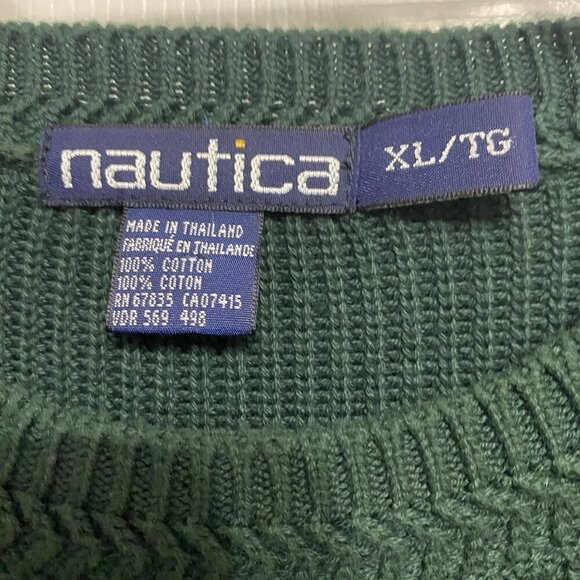 nautica
XL/TG
MADE IN THAILAND
FABRIQUÉ EN THAILANDE
100% COTTON
100% COTON
RN 67835 CA07415
VDR 569 498